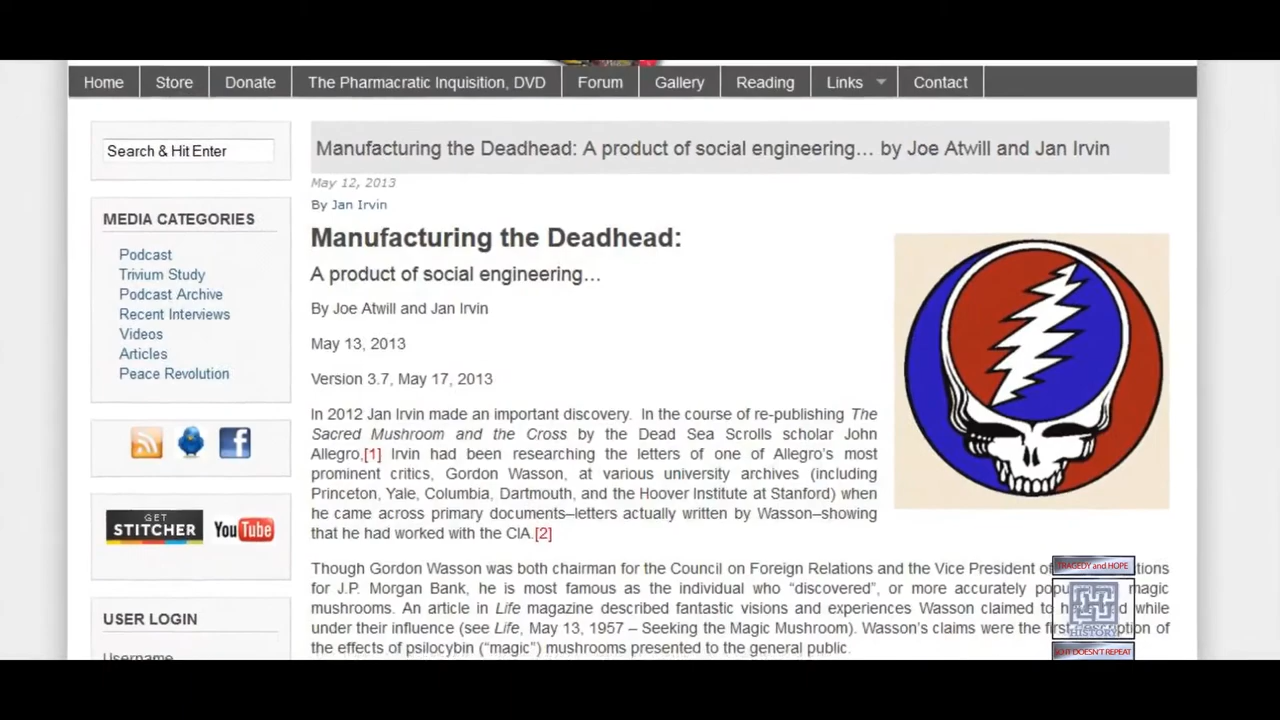 Home Store Donate The Pharmacratic Inquisition, DVD Forum Gallery Reading Links Contact
Search & Hit Enter
MEDIA CATEGORIES
Podcast
Trivium Study
Podcast Archive
Recent Interviews
Videos
Articles
Peace Revolution
GET
STITCHER
YouTube
USER LOGIN
Username
Manufacturing the Deadhead: A product of social engineering… by Joe Atwill and Jan Irvin
May 12, 2013
By Jan Irvin
Manufacturing the Deadhead:
A product of social engineering…
By Joe Atwill and Jan Irvin
May 13, 2013
Version 3.7, May 17, 2013
In 2012 Jan Irvin made an important discovery. In the course of re-publishing The
Sacred Mushroom and the Cross by the Dead Sea Scrolls scholar John
Allegro,[1] Irvin had been researching the letters of one of Allegro's most
prominent critics, Gordon Wasson, at various university archives (including
Princeton, Yale, Columbia, Dartmouth, and the Hoover Institute at Stanford) when
he came across primary documents–letters actually written by Wasson–showing
that he had worked with the CIA.[2]
Though Gordon Wasson was both chairman for the Council on Foreign Relations and the Vice President of
for J.P. Morgan Bank, he is most famous as the individual who “discovered”, or more accurately magic
mushrooms. An article in Life magazine described fantastic visions and experiences Wasson claimed to while
under their influence (see Life, May 13, 1957 – Seeking the Magic Mushroom). Wasson's claims were the of
the effects of psilocybin (“magic”) mushrooms presented to the general public.
TRAGEDY and HOPE
HISTORY
DOESN'T REPEAT